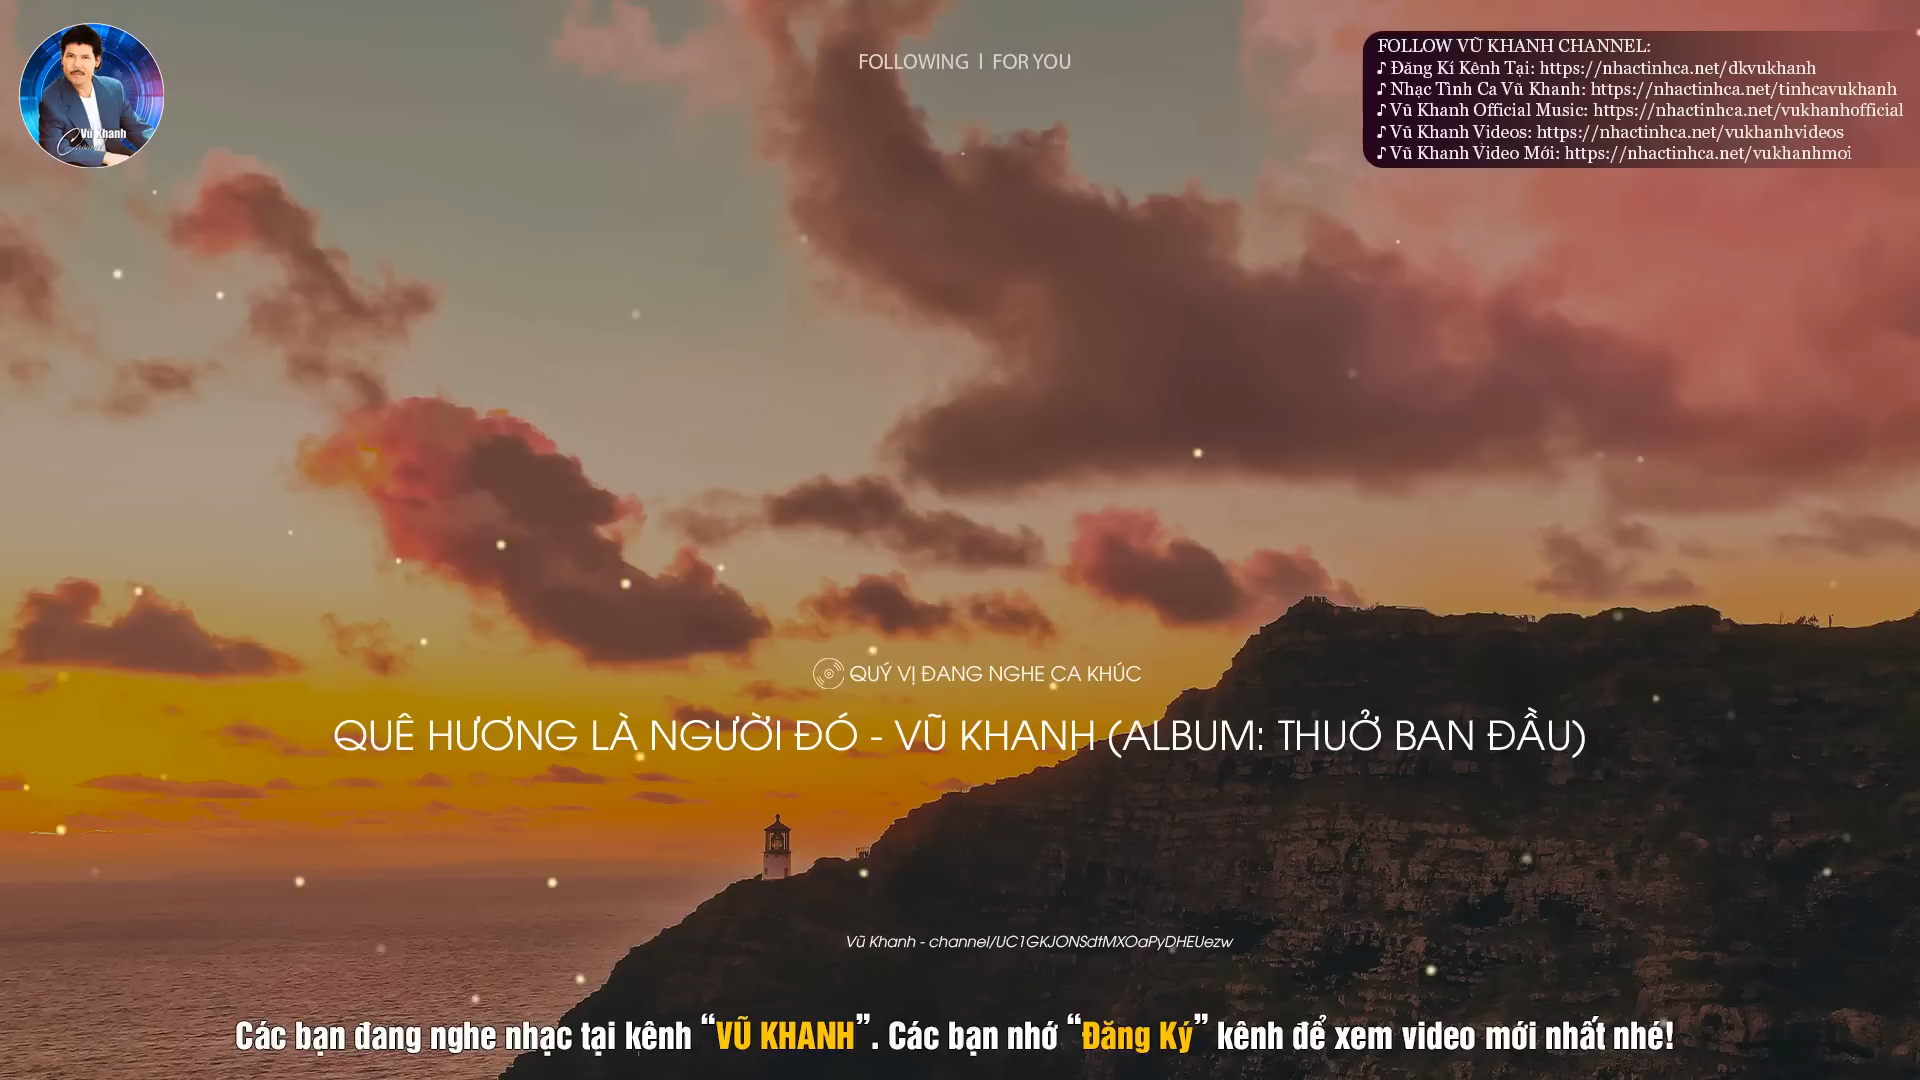 Vũ Khanh
FOLLOWING | FOR YOU
FOLLOW VŨ KHANH CHANNEL:
♪ Đăng Kí Kênh Tại: https://nhactinhca.net/dkvukhanh
♪ Nhạc Tình Ca Vũ Khanh: https://nhactinhca.net/tinhcavukhanh
♪ Vũ Khanh Official Music: https://nhactinhca.net/vukhanhofficial
♪ Vũ Khanh Videos: https://nhactinhca.net/vukhanhvideos
♪ Vũ Khanh Video Mới: https://nhactinhca.net/vukhanhmoi
QUÝ VỊ ĐANG NGHE CA KHÚC
QUÊ HƯƠNG LÀ NGƯỜI ĐÓ - VŨ KHANH (ALBUM: THUỞ BAN ĐẦU)
Vũ Khanh - channel/UC1GKJONSdtMXOaPyDHEUezw
Các bạn đang nghe nhạc tại kênh “VŨ KHANH”. Các bạn nhớ “Đăng Ký” kênh để xem video mới nhất nhé!